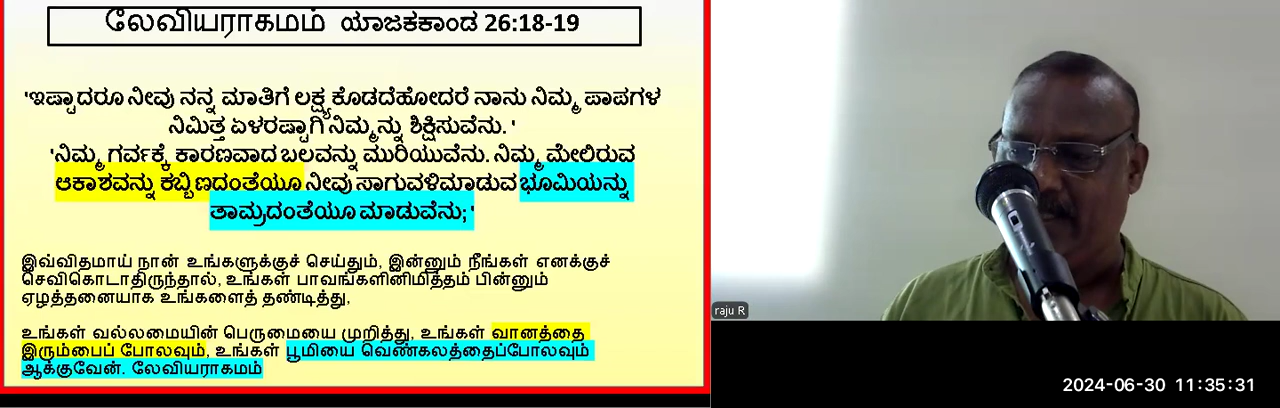 லேவியராகமம் ಯಾಜಕಕಾಂಡ 26:18-19
'ಇಷ್ಟಾದರೂ ನೀವು ನನ್ನ ಮಾತಿಗೆ ಲಕ್ಷ್ಯಕೊಡದೆಹೋದರೆ ನಾನು ನಿಮ್ಮ ಪಾಪಗಳ
ನಿಮಿತ್ತ ಏಳರಷ್ಟಾಗಿ ನಿಮ್ಮನ್ನು ಶಿಕ್ಷಿಸುವೆನು. '
'ನಿಮ್ಮ ಗರ್ವಕ್ಕೆ ಕಾರಣವಾದ ಬಲವನ್ನು ಮುರಿಯುವೆನು. ನಿಮ್ಮ ಮೇಲಿರುವ
ಆಕಾಶವನ್ನು ಕಬ್ಬಿಣದಂತೆಯೂ ನೀವು ಸಾಗುವಳಿಮಾಡುವ ಭೂಮಿಯನ್ನು
ತಾಮ್ರದಂತೆಯೂ ಮಾಡುವೆನು; '
இவ்விதமாய் நான் உங்களுக்குச் செய்தும், இன்னும் நீங்கள் எனக்குச்
செவிகொடாதிருந்தால், உங்கள் பாவங்களினிமித்தம் பின்னும்
ஏழத்தனையாக உங்களைத் தண்டித்து,
உங்கள் வல்லமையின் பெருமையை முறித்து, உங்கள் வானத்தை
இரும்பைப் போலவும், உங்கள் பூமியை வெண்கலத்தைப்போலவும்
ஆக்குவேன். லேவியராகமம்
raju R
2024-06-30 11:35:31